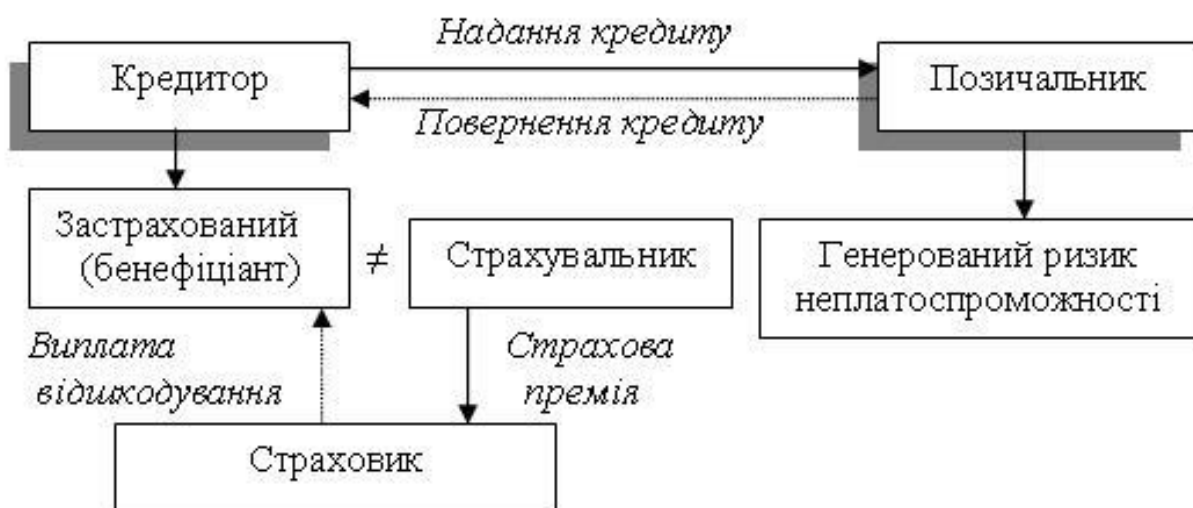 Надання кредиту
Кредитор
Позичальник
Повернення кредиту
Застрахований
(бенефіціант)
≠
Страхувальник
Генерований ризик
неплатоспроможності
Виплата
відшкодування
Страхова
премія
Страховик